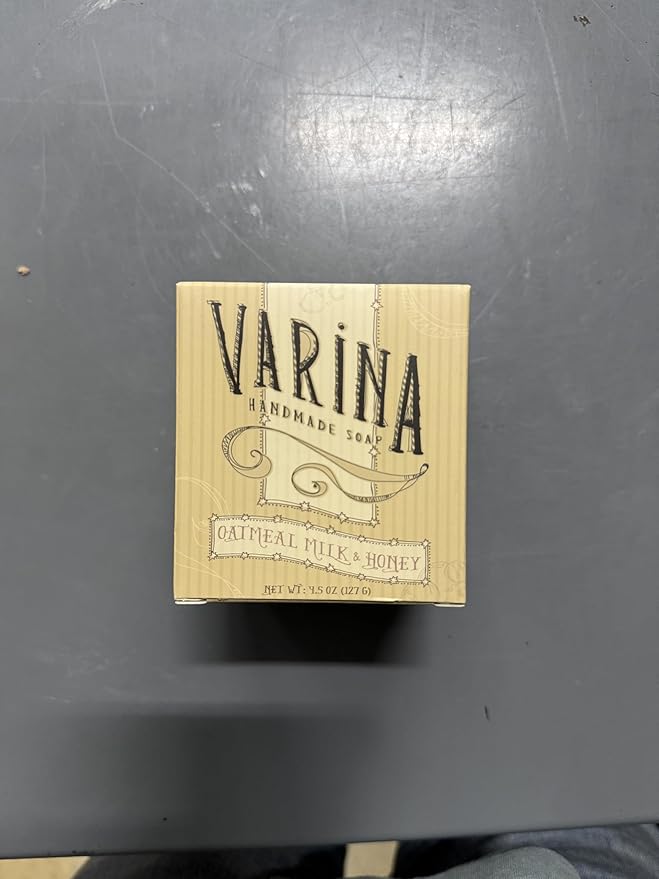 VARiNA
HANDMADE SOAP
OATMEAL MILK & HONEY
NET WT: 4.5 OZ (127 G)